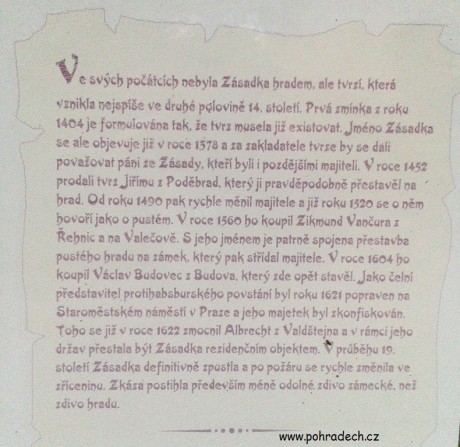 Ve svých počátcích nebyla Zásadka hradem, ale tvrzí, která
vznikla nejspíše ve druhé polovině 14. století. Prvá zmínka z roku
1404 je formulována tak, že tvrz musela již existovat. Jméno Zásadka
se ale objevuje již v roce 1378 a za zakladatele tvrze by se dali
považovat páni ze Zásady, kteří byli i pozdějšími majiteli. V roce 1452
prodali tvrz Jiřímu z Poděbrad, který ji pravděpodobně přestavěl na
hrad. Od roku 1490 pak rychle měnil majitele a již roku 1520 se o něm
hovoří jako o pustém. V roce 1560 ho koupil Zikmund Vančura z
Řehnic a na Valečově. S jeho jménem je patrně spojena přestavba
pustého hradu na zámek, který pak střídal majitele. V roce 1604 ho
koupil Václav Budovec z Budova, který zde opět stavěl. Jako čelní
představitel protihabsburského povstání byl roku 1621 popraven na
Staroměstském náměstí v Praze a jeho majetek byl skonfiskován.
Toho se již v roce 1622 zmocnil Albrecht z Valdštejna a v rámci jeho
držav přestala být Zásadka rezidenčním objektem. V průběhu 19.
století Zásadka definitivně zpustla a po požáru se rychle změnila ve
zříceninu. Zkáza postihla především méně odolné zdivo zámecké, než
zdivo hradu.
www.pohradech.cz